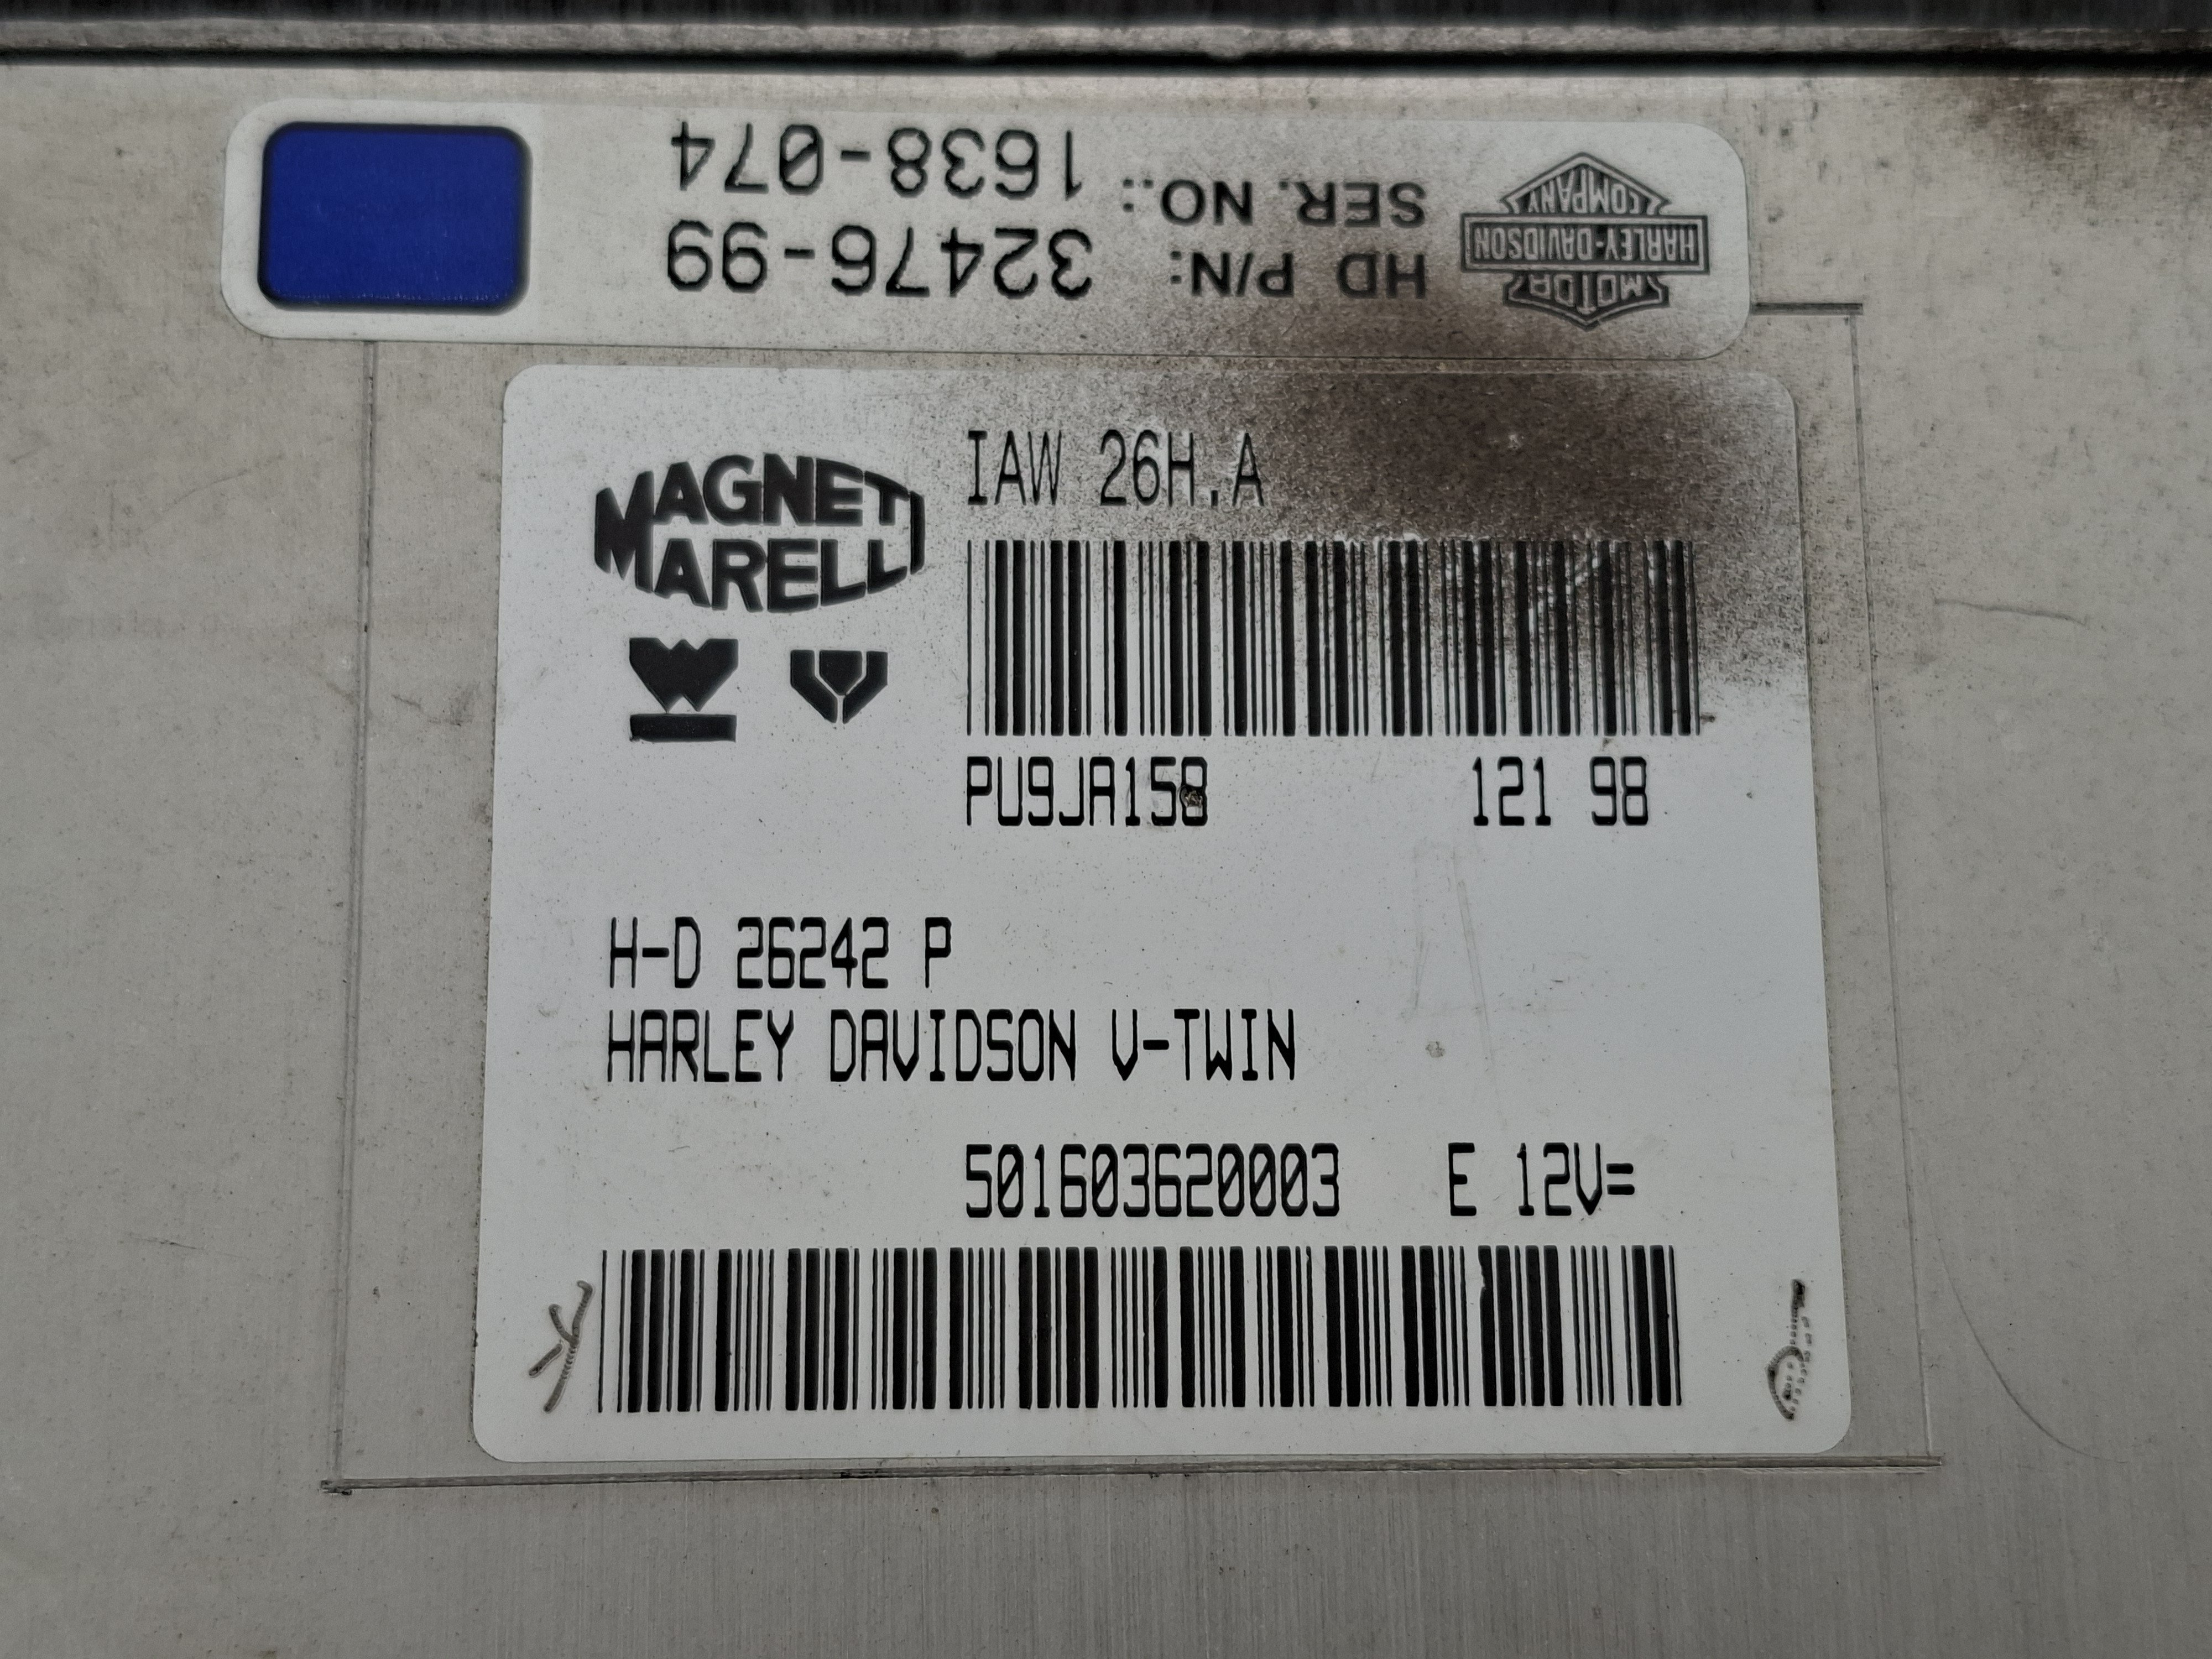 MOTOR
HARLEY-DAVIDSON
COMPANY
HD P/N: 32476-99
SER. NO.: 1638-074
MAGNETI
MARELLI
IAW 26H.A
PU9JA158 121 98
H-D 26242 P
HARLEY DAVIDSON V-TWIN
501603620003 E 12V=